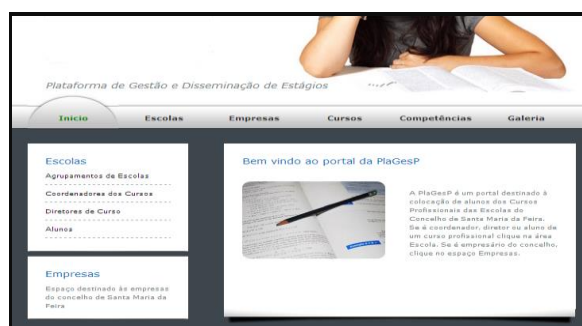 Plataforma de Gestão e Disseminação de Estágios
Inicio Escolas Empresas Cursos Competências Galeria
Escolas
Agrupamentos de Escolas
Coordenadores dos Cursos
Diretores de Curso
Alunos
Empresas
Espaço destinado às empresas
do concelho de Santa Maria da
Feira
Bem vindo ao portal da PlaGesP
A PlaGesP é um portal destinado à
colocação de alunos dos Cursos
Profissionais das Escolas do
Concelho de Santa Maria da Feira.
Se é coordenador, diretor ou aluno de
um curso profissional clique na área
Escola. Se é empresário do concelho,
clique no espaço Empresas.